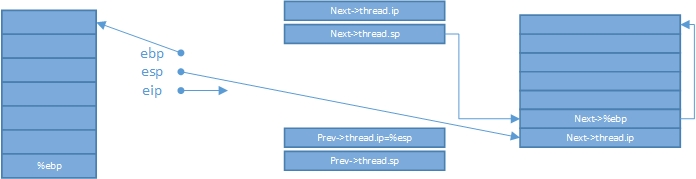 Next->thread.ip
Next->thread.sp
ebp
esp
eip
Next->%ebp
Prev->thread.ip=%esp
Next->thread.ip
Prev->thread.sp
%ebp